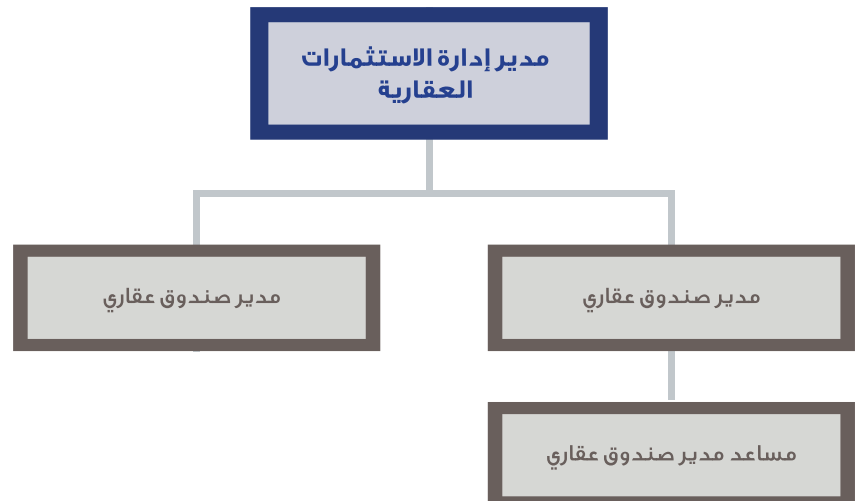 مدير إدارة الاستثمارات
العقارية
مدير صندوق عقاري
مدير صندوق عقاري
مساعد مدير صندوق عقاري